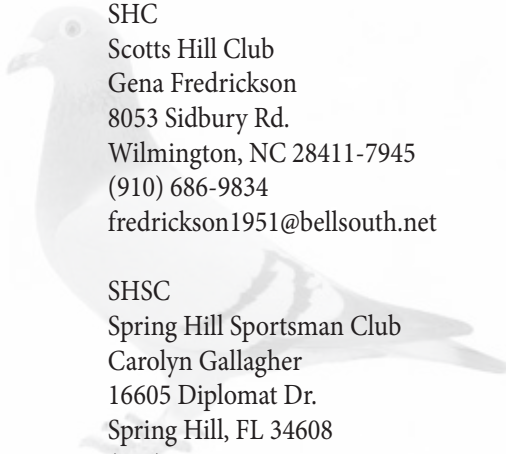 SHC
Scotts Hill Club
Gena Fredrickson
8053 Sidbury Rd.
Wilmington, NC 28411-7945
(910) 686-9834
fredrickson1951@bellsouth.net
SHSC
Spring Hill Sportsman Club
Carolyn Gallagher
16605 Diplomat Dr.
Spring Hill, FL 34608